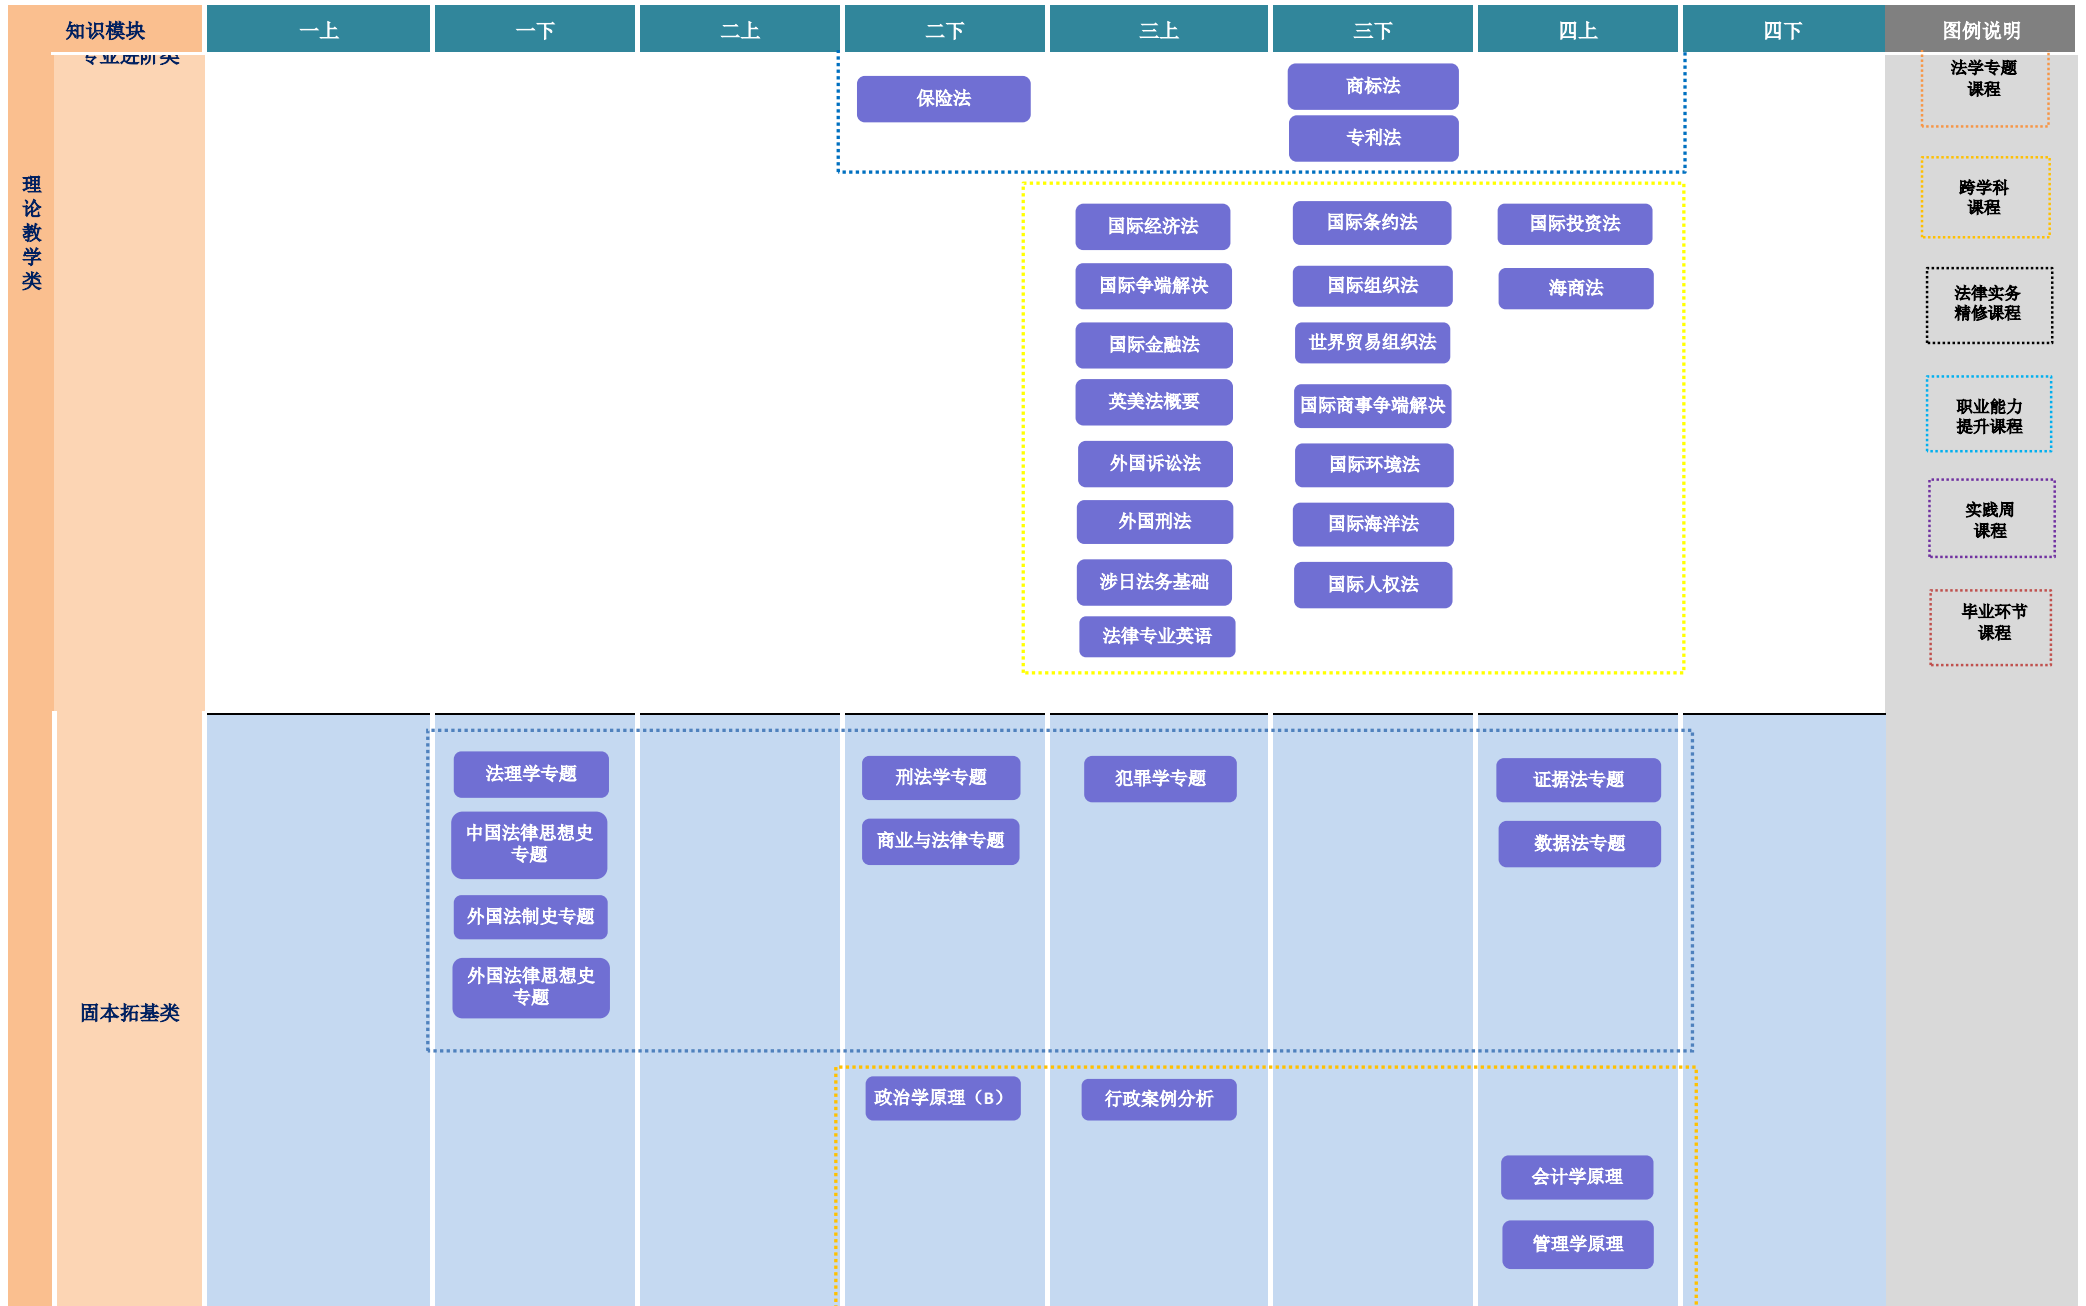 知识模块
一上
一下
二上
二下
三上
三下
四上
四下
图例说明
专业进阶类
理
论
教
学
类
保险法
商标法
专利法
国际经济法
国际条约法
国际投资法
国际争端解决
国际组织法
海商法
国际金融法
世界贸易组织法
英美法概要
国际商事争端解决
外国诉讼法
国际环境法
外国刑法
国际海洋法
涉日法务基础
国际人权法
法律专业英语
固本拓基类
法理学专题
刑法学专题
犯罪学专题
证据法专题
中国法律思想史
专题
商业与法律专题
数据法专题
外国法制史专题
外国法律思想史
专题
政治学原理（B）
行政案例分析
会计学原理
管理学原理
法学专题
课程
跨学科
课程
法律实务
精修课程
职业能力
提升课程
实践周
课程
毕业环节
课程